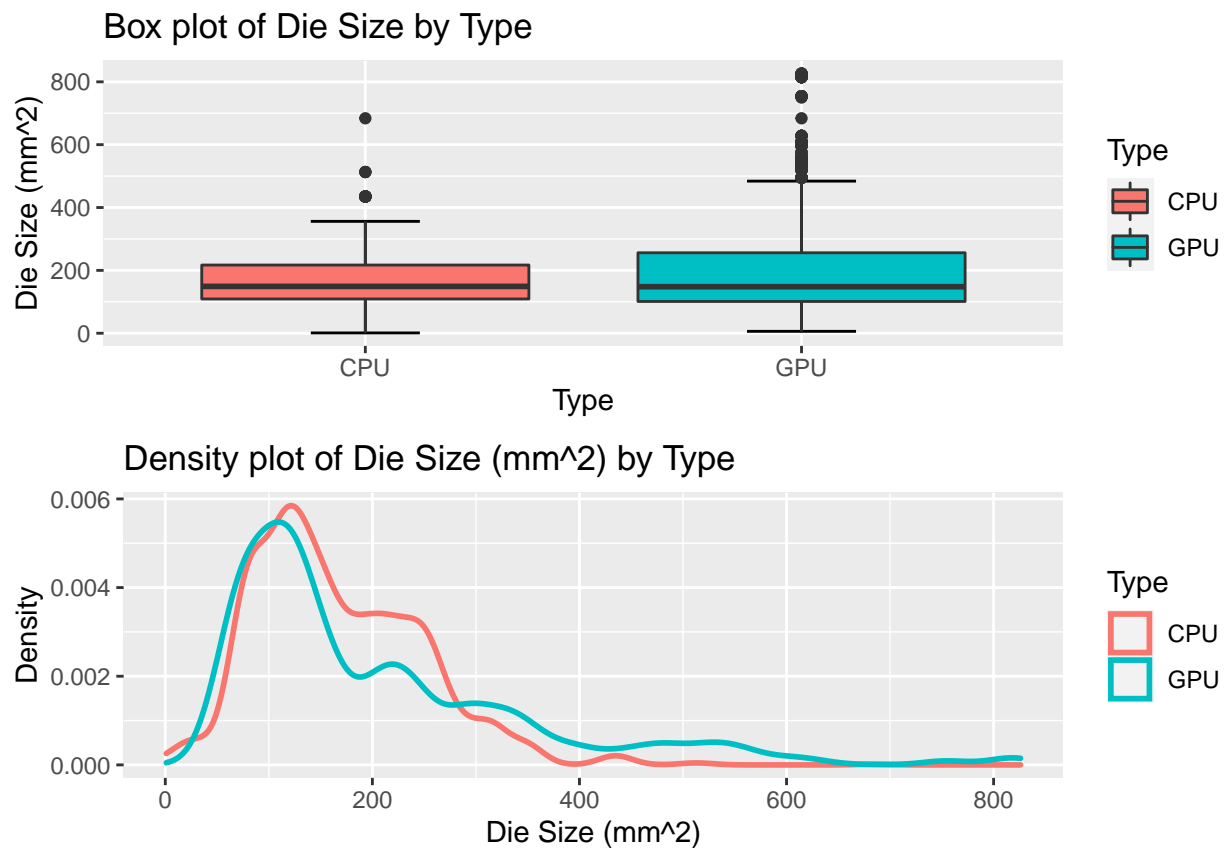 Box plot of Die Size by Type
Die Size (mm^2)
800
600
400
200
0
CPU
GPU
Type
Type
CPU
GPU
Density plot of Die Size (mm^2) by Type
Density
0.006
0.004
0.002
0.000
0
200
400
600
800
Die Size (mm^2)
Type
CPU
GPU